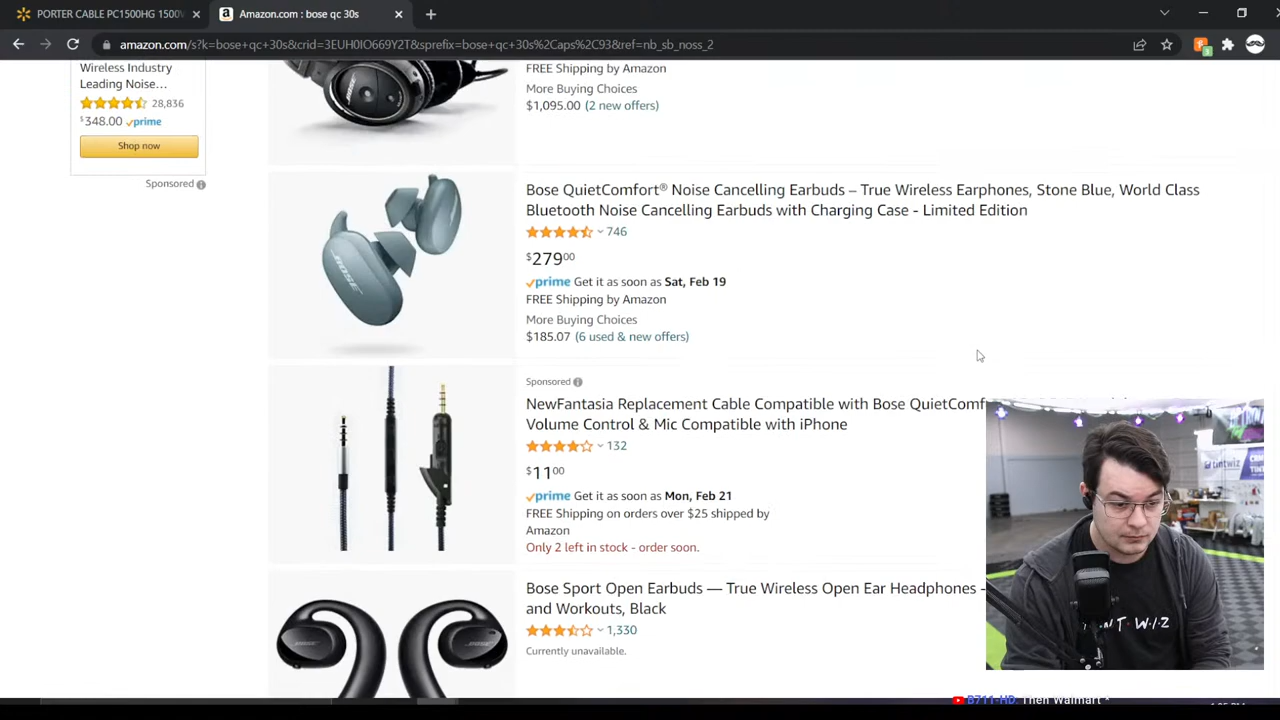 PORTER CABLE PC1500HG 1500
Amazon.com : bose qc 30s
amazon.com/s?k=bose+qc+30s&crid=3EUH0IO669Y2T&sprefix=bose+qc+30s%2Caps%2C93&ref=nb_sb_noss_2
3
Wireless Industry
Leading Noise...
28,836
$348.00 prime
Shop now
Sponsored
FREE Shipping by Amazon
More Buying Choices
$1,095.00 (2 new offers)
BOSE
Bose QuietComfort® Noise Cancelling Earbuds – True Wireless Earphones, Stone Blue, World Class
Bluetooth Noise Cancelling Earbuds with Charging Case - Limited Edition
746
$279.00
prime Get it as soon as Sat, Feb 19
FREE Shipping by Amazon
More Buying Choices
$185.07 (6 used & new offers)
Sponsored
NewFantasia Replacement Cable Compatible with Bose QuietComf
Volume Control & Mic Compatible with iPhone
132
$11.00
prime Get it as soon as Mon, Feb 21
FREE Shipping on orders over $25 shipped by
Amazon
Only 2 left in stock - order soon.
Bose Sport Open Earbuds — True Wireless Open Ear Headphones -
and Workouts, Black
1,330
Currently unavailable.
tintwiz
B711-HD: Then Walmart ^